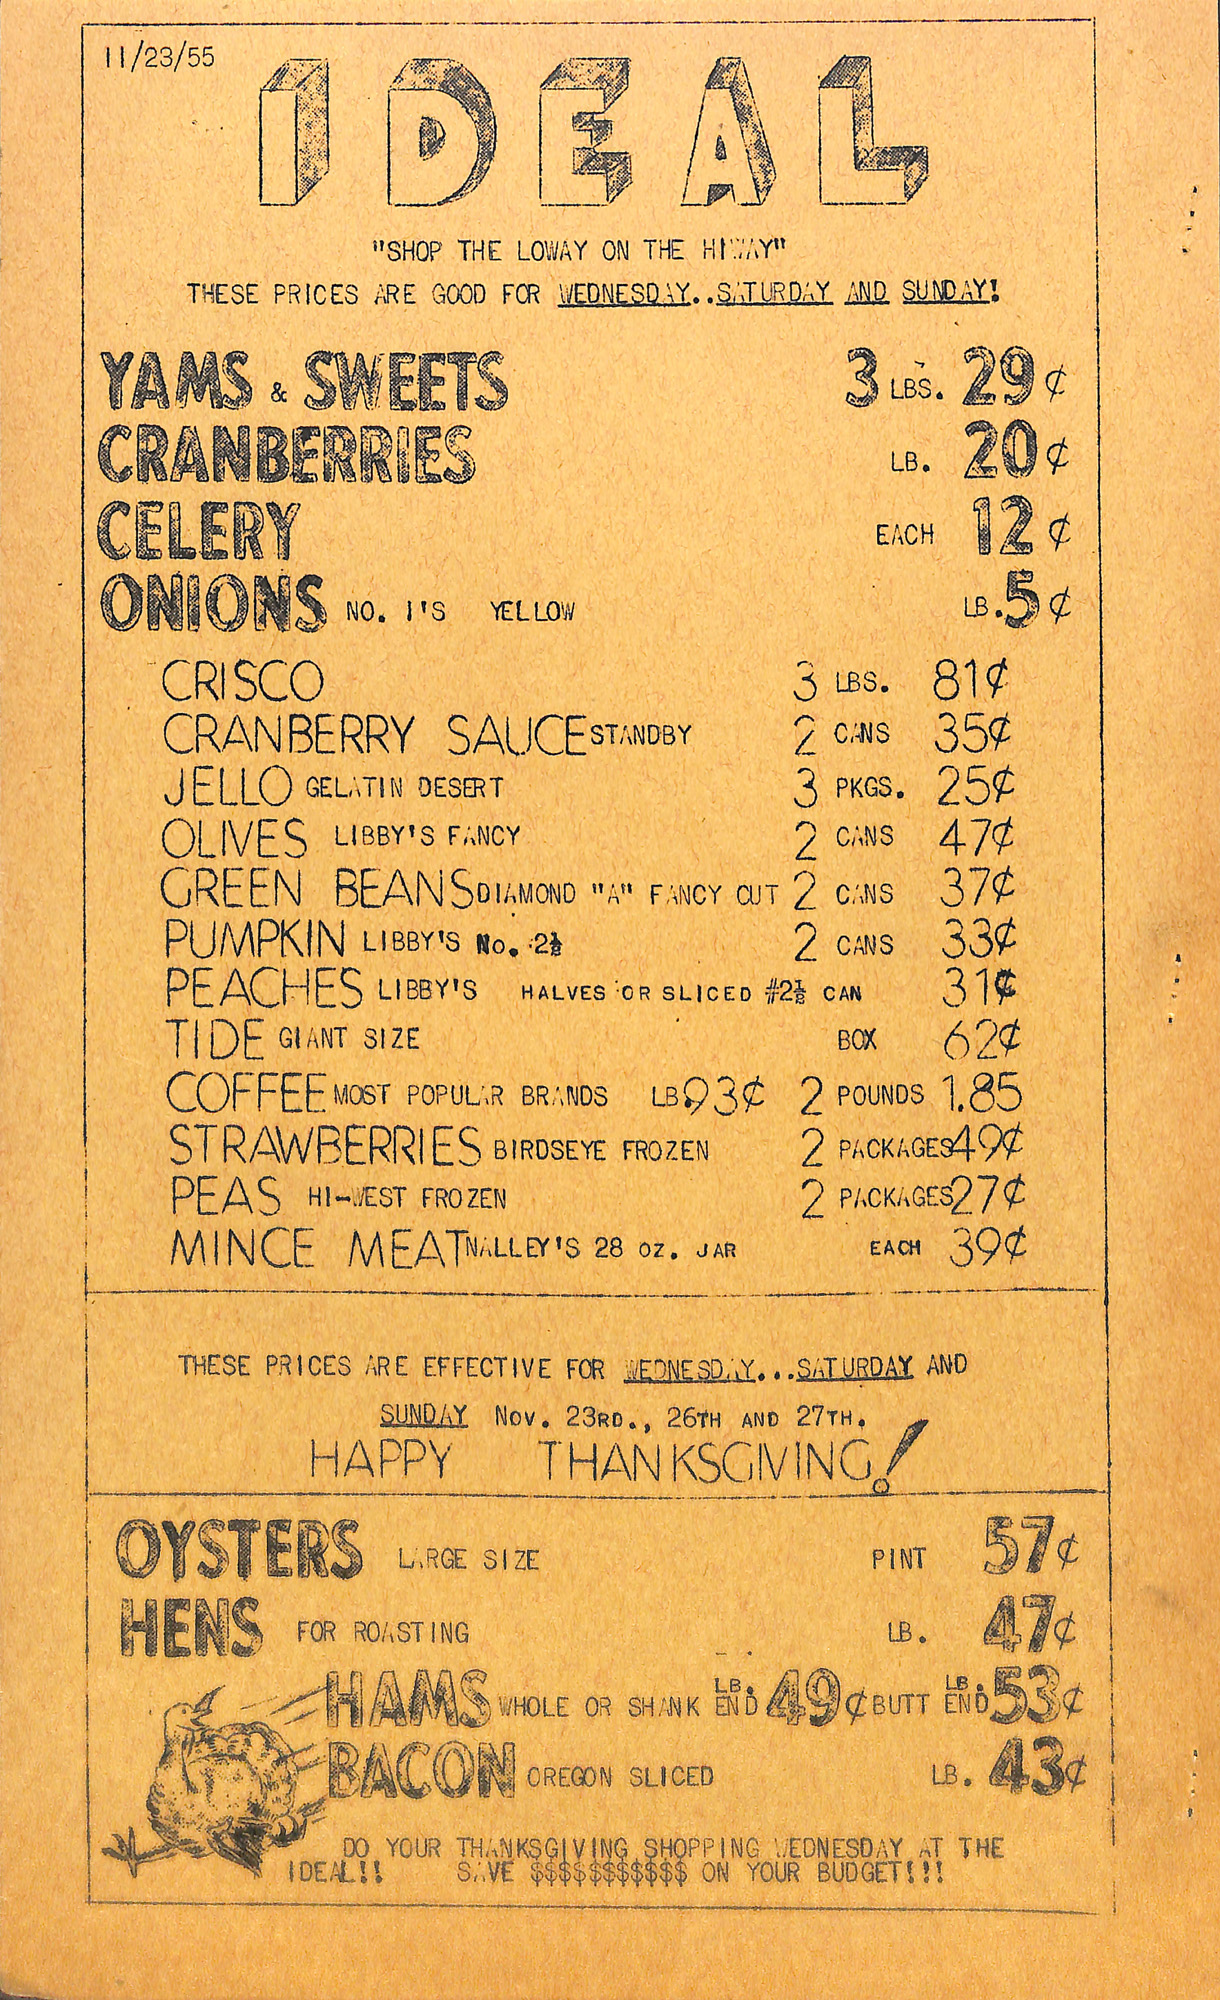 11/23/55
IDEAL
"SHOP THE LOWAY ON THE HIWAY"
THESE PRICES ARE GOOD FOR WEDNESDAY..SATURDAY AND SUNDAY!
YAMS & SWEETS 3 LBS. 29¢
CRANBERRIES LB. 20¢
CELERY EACH 12¢
ONIONS NO. 1'S YELLOW LB. 5¢
CRISCO 3 LBS. 81¢
CRANBERRY SAUCE STANDBY 2 CANS 35¢
JELLO GELATIN DESERT 3 PKGS. 25¢
OLIVES LIBBY'S FANCY 2 CANS 47¢
GREEN BEANS DIAMOND "A" FANCY CUT 2 CANS 37¢
PUMPKIN LIBBY'S No. 2½ 2 CANS 33¢
PEACHES LIBBY'S HALVES OR SLICED #2½ CAN 31¢
TIDE GIANT SIZE BOX 62¢
COFFEE MOST POPULAR BRANDS LB. 93¢ 2 POUNDS 1.85
STRAWBERRIES BIRDSEYE FROZEN 2 PACKAGES 49¢
PEAS HI-WEST FROZEN 2 PACKAGES 27¢
MINCE MEAT NALLEY'S 28 OZ. JAR EACH 39¢
THESE PRICES ARE EFFECTIVE FOR WEDNESDAY...SATURDAY AND
SUNDAY Nov. 23RD., 26TH AND 27TH.
HAPPY THANKSGIVING!
OYSTERS LARGE SIZE PINT 57¢
HENS FOR ROASTING LB. 47¢
HAMS WHOLE OR SHANK END LB. 49¢ BUTT END LB. 53¢
BACON OREGON SLICED LB. 43¢
DO YOUR THANKSGIVING SHOPPING WEDNESDAY AT THE
IDEAL!! SAVE $$$$$$$$$$$ ON YOUR BUDGET!!!